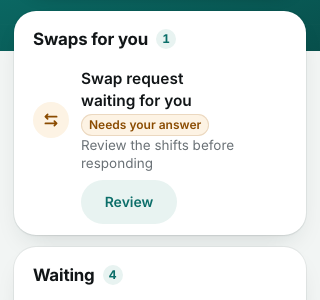 Swaps for you 1
Swap request
waiting for you
Needs your answer
Review the shifts before
responding
Review
Waiting 4